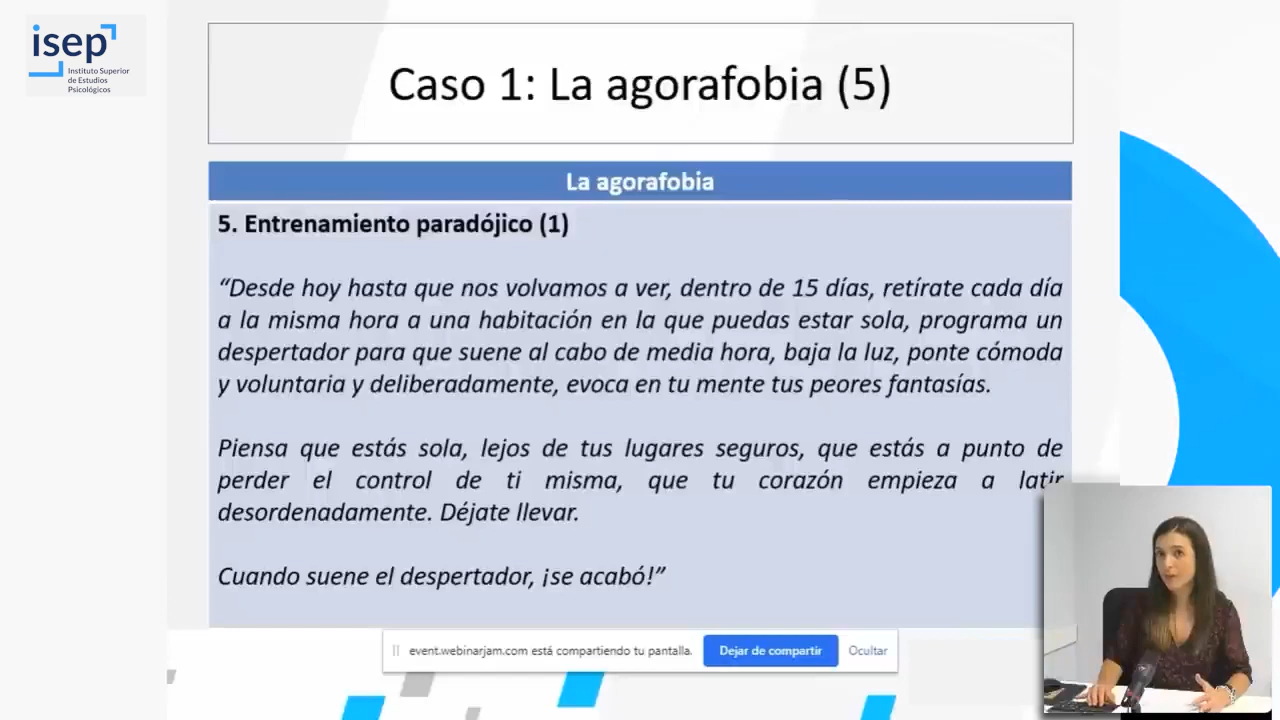 isep
Instituto Superior
de Estudios
Psicológicos
Caso 1: La agorafobia (5)
La agorafobia
5. Entrenamiento paradójico (1)
“Desde hoy hasta que nos volvamos a ver, dentro de 15 días, retírate cada día
a la misma hora a una habitación en la que puedas estar sola, programa un
despertador para que suene al cabo de media hora, baja la luz, ponte cómoda
y voluntaria y deliberadamente, evoca en tu mente tus peores fantasías.
Piensa que estás sola, lejos de tus lugares seguros, que estás a punto de
perder el control de ti misma, que tu corazón empieza a latir
desordenadamente. Déjate llevar.
Cuando suene el despertador, ¡se acabó!”
event.webinarjam.com está compartiendo tu pantalla.
Dejar de compartir
Ocultar